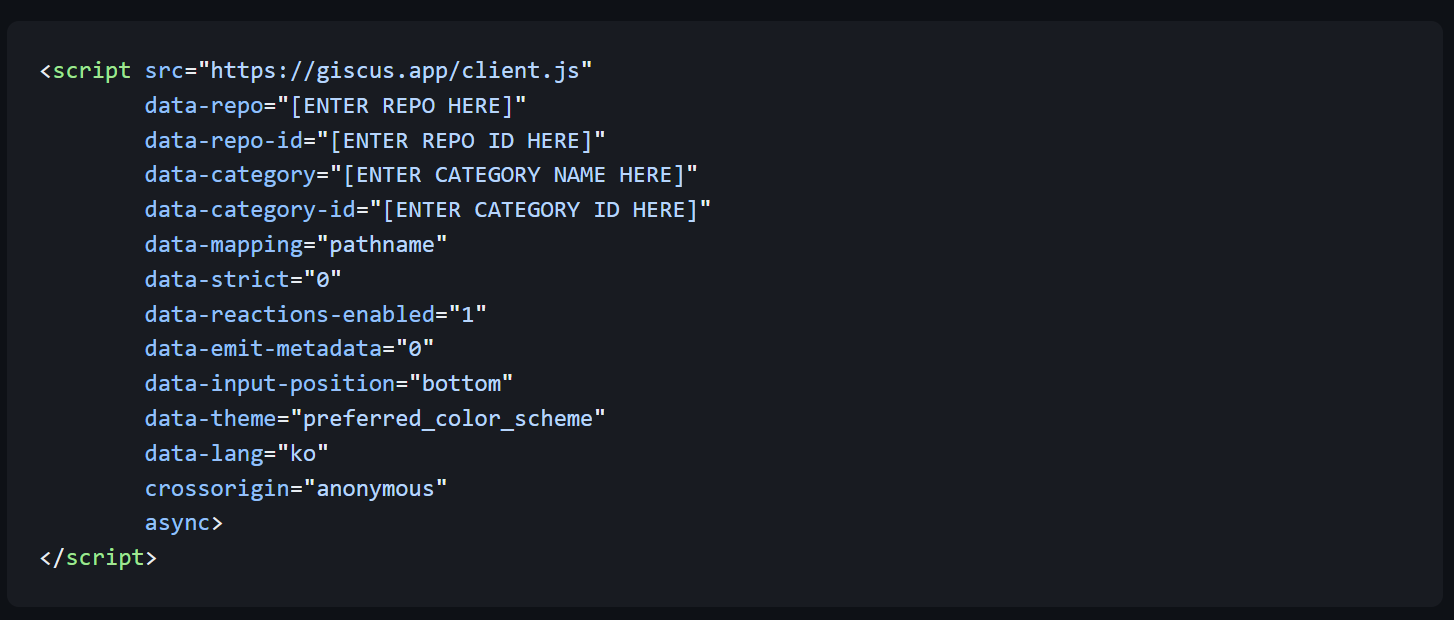 <script src="https://giscus.app/client.js"
        data-repo="[ENTER REPO HERE]"
        data-repo-id="[ENTER REPO ID HERE]"
        data-category="[ENTER CATEGORY NAME HERE]"
        data-category-id="[ENTER CATEGORY ID HERE]"
        data-mapping="pathname"
        data-strict="0"
        data-reactions-enabled="1"
        data-emit-metadata="0"
        data-input-position="bottom"
        data-theme="preferred_color_scheme"
        data-lang="ko"
        crossorigin="anonymous"
        async>
</script>